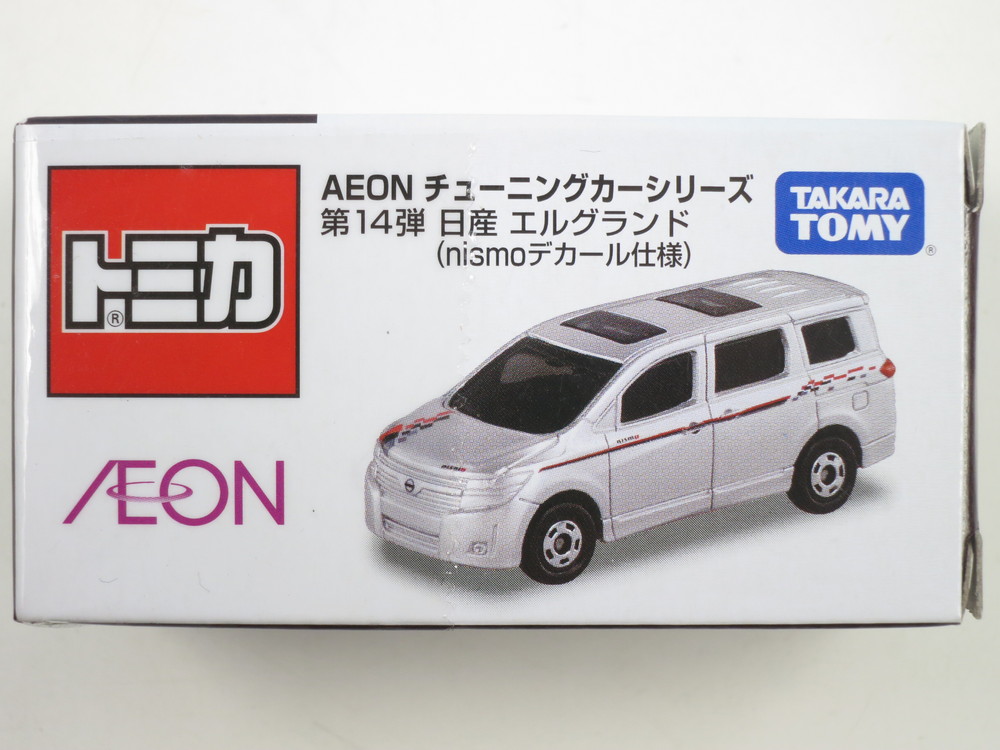 AEON チューニングカーシリーズ
第14弾 日産 エルグランド
(nismoデカール仕様)
TAKARA
TOMY
®
トミカ
®
AEON
nismo
nismo